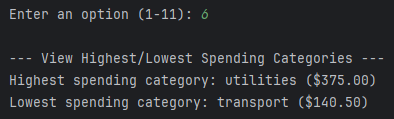 Enter an option (1-11): 6
--- View Highest/Lowest Spending Categories ---
Highest spending category: utilities ($375.00)
Lowest spending category: transport ($140.50)